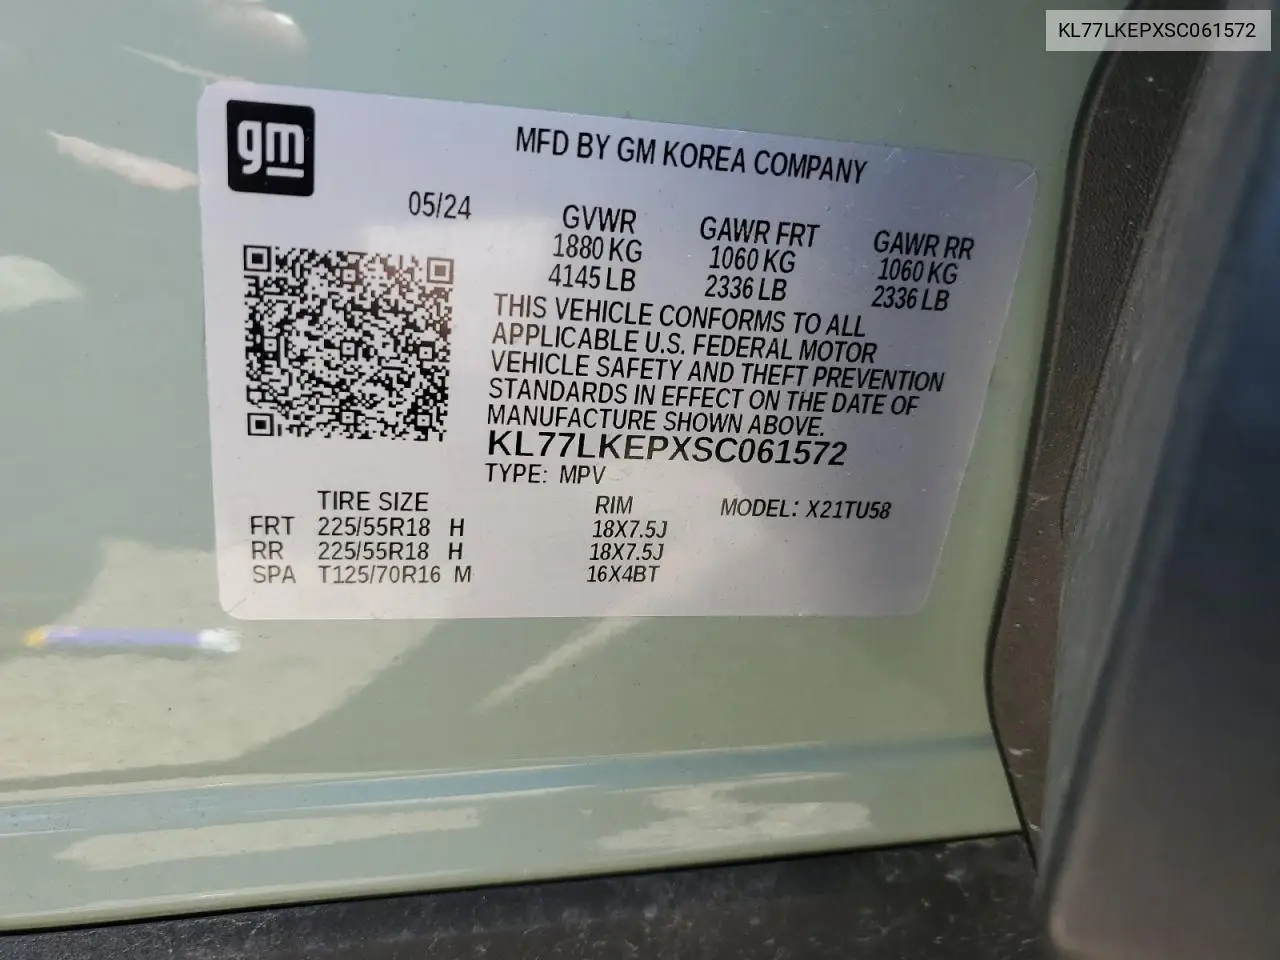 KL77LKEPXSC061572
gm
MFD BY GM KOREA COMPANY
05/24
GVWR GAWR FRT GAWR RR
1880 KG 1060 KG 1060 KG
4145 LB 2336 LB 2336 LB
THIS VEHICLE CONFORMS TO ALL
APPLICABLE U.S. FEDERAL MOTOR
VEHICLE SAFETY AND THEFT PREVENTION
STANDARDS IN EFFECT ON THE DATE OF
MANUFACTURE SHOWN ABOVE.
KL77LKEPXSC061572
TYPE: MPV
TIRE SIZE RIM MODEL: X21TU58
FRT 225/55R18 H 18X7.5J
RR 225/55R18 H 18X7.5J
SPA T125/70R16 M 16X4BT